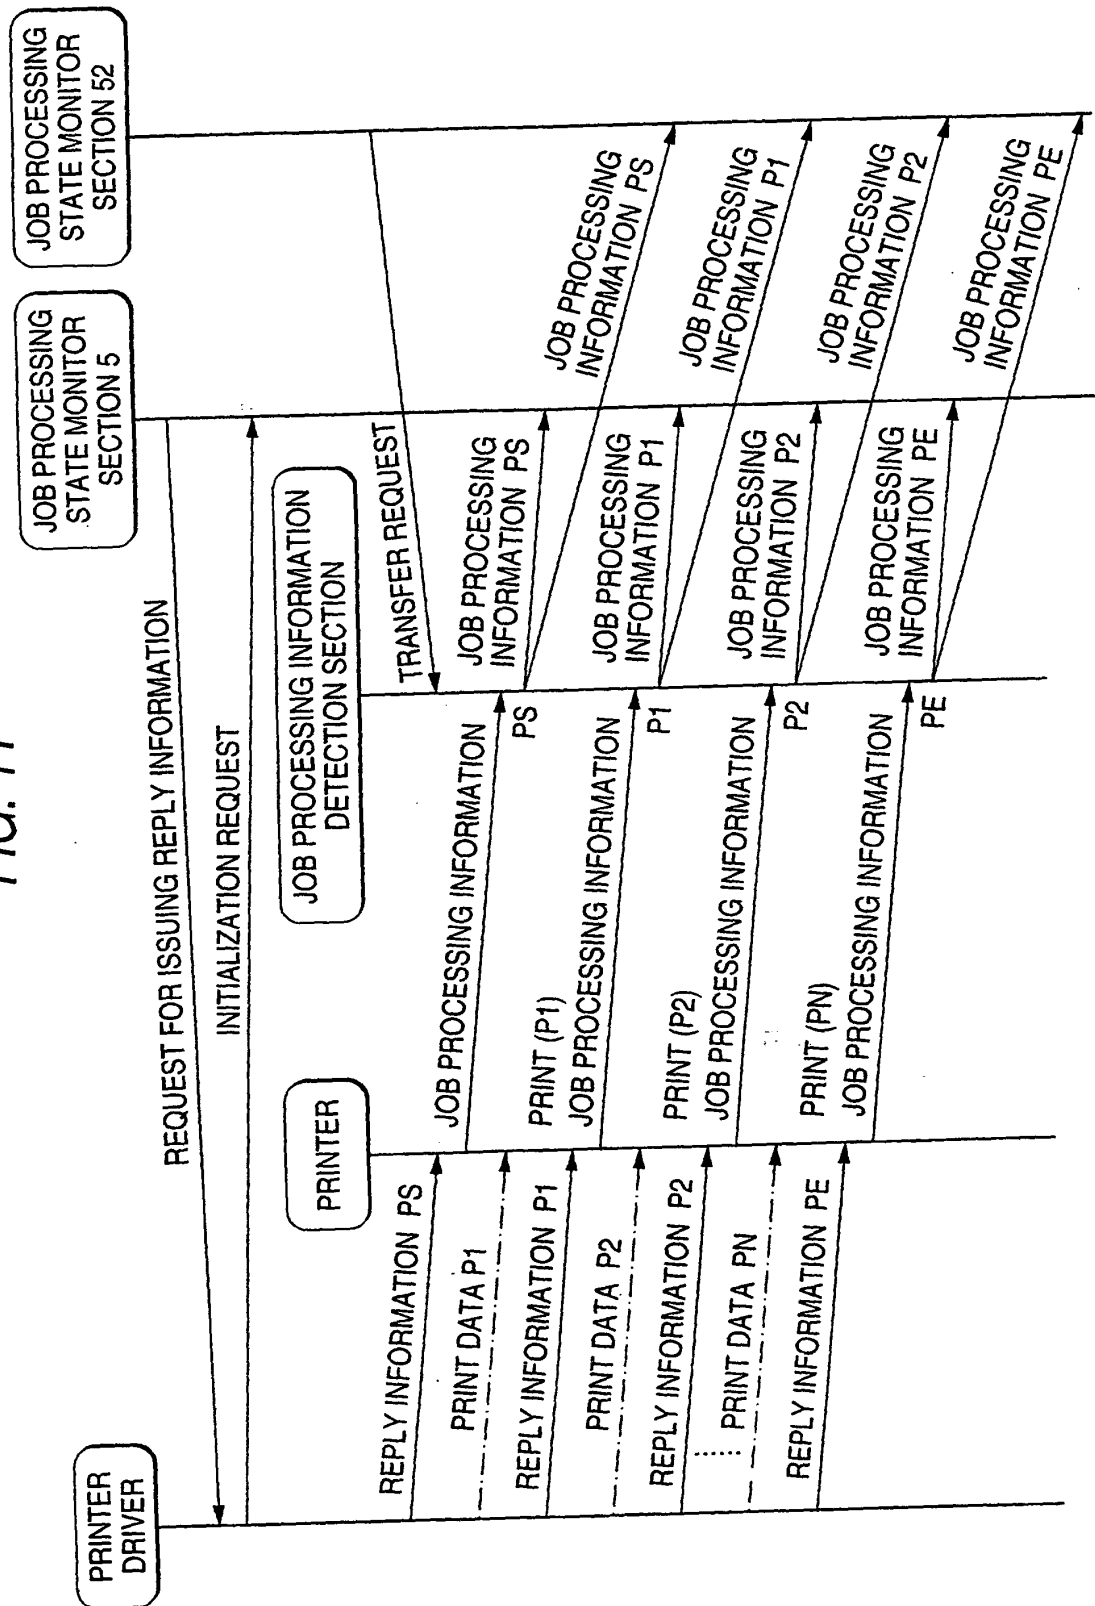 FIG. 11
PRINTER
DRIVER
PRINTER
JOB PROCESSING INFORMATION
DETECTION SECTION
JOB PROCESSING
STATE MONITOR
SECTION 5
JOB PROCESSING
STATE MONITOR
SECTION 52
REQUEST FOR ISSUING REPLY INFORMATION
INITIALIZATION REQUEST
TRANSFER REQUEST
REPLY INFORMATION PS
JOB PROCESSING INFORMATION
PS
JOB PROCESSING
INFORMATION PS
JOB PROCESSING
INFORMATION PS
PRINT DATA P1
REPLY INFORMATION P1
PRINT (P1)
JOB PROCESSING INFORMATION
P1
JOB PROCESSING
INFORMATION P1
JOB PROCESSING
INFORMATION P1
PRINT DATA P2
REPLY INFORMATION P2
PRINT (P2)
JOB PROCESSING INFORMATION
P2
JOB PROCESSING
INFORMATION P2
JOB PROCESSING
INFORMATION P2
PRINT DATA PN
REPLY INFORMATION PE
PRINT (PN)
JOB PROCESSING INFORMATION
PE
JOB PROCESSING
INFORMATION PE
JOB PROCESSING
INFORMATION PE